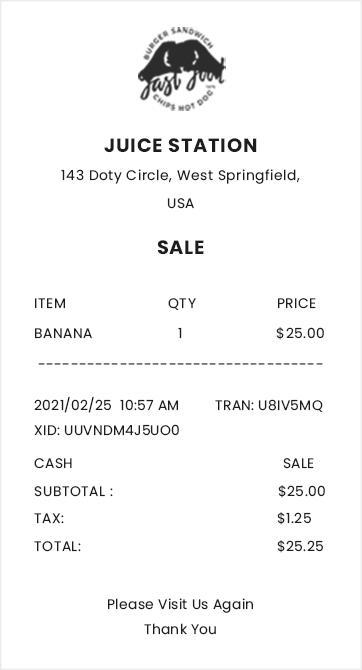 BURGER SANDWICH
fast food
CHIPS HOT DOG
JUICE STATION
143 Doty Circle, West Springfield,
USA
SALE
ITEM QTY PRICE
BANANA 1 $25.00
------------------------------------
2021/02/25 10:57 AM TRAN: U8IV5MQ
XID: UUVNDM4J5UO0
CASH SALE
SUBTOTAL : $25.00
TAX: $1.25
TOTAL: $25.25
Please Visit Us Again
Thank You